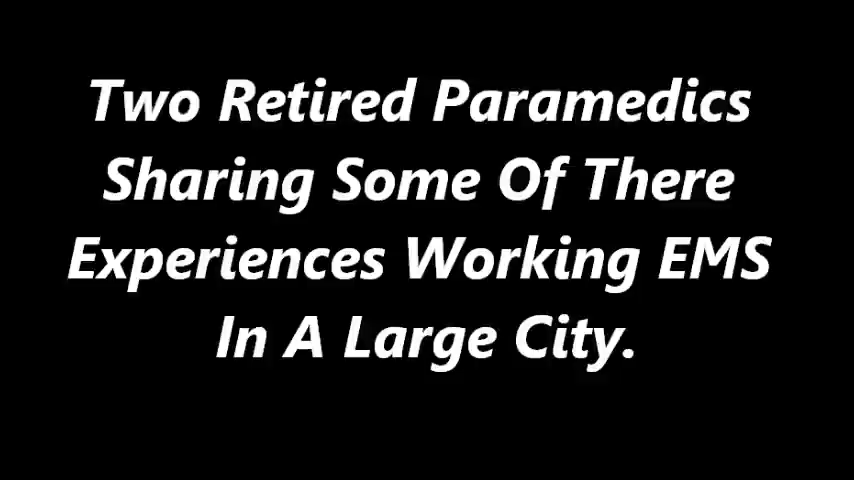 Two Retired Paramedics
Sharing Some Of There
Experiences Working EMS
In A Large City.